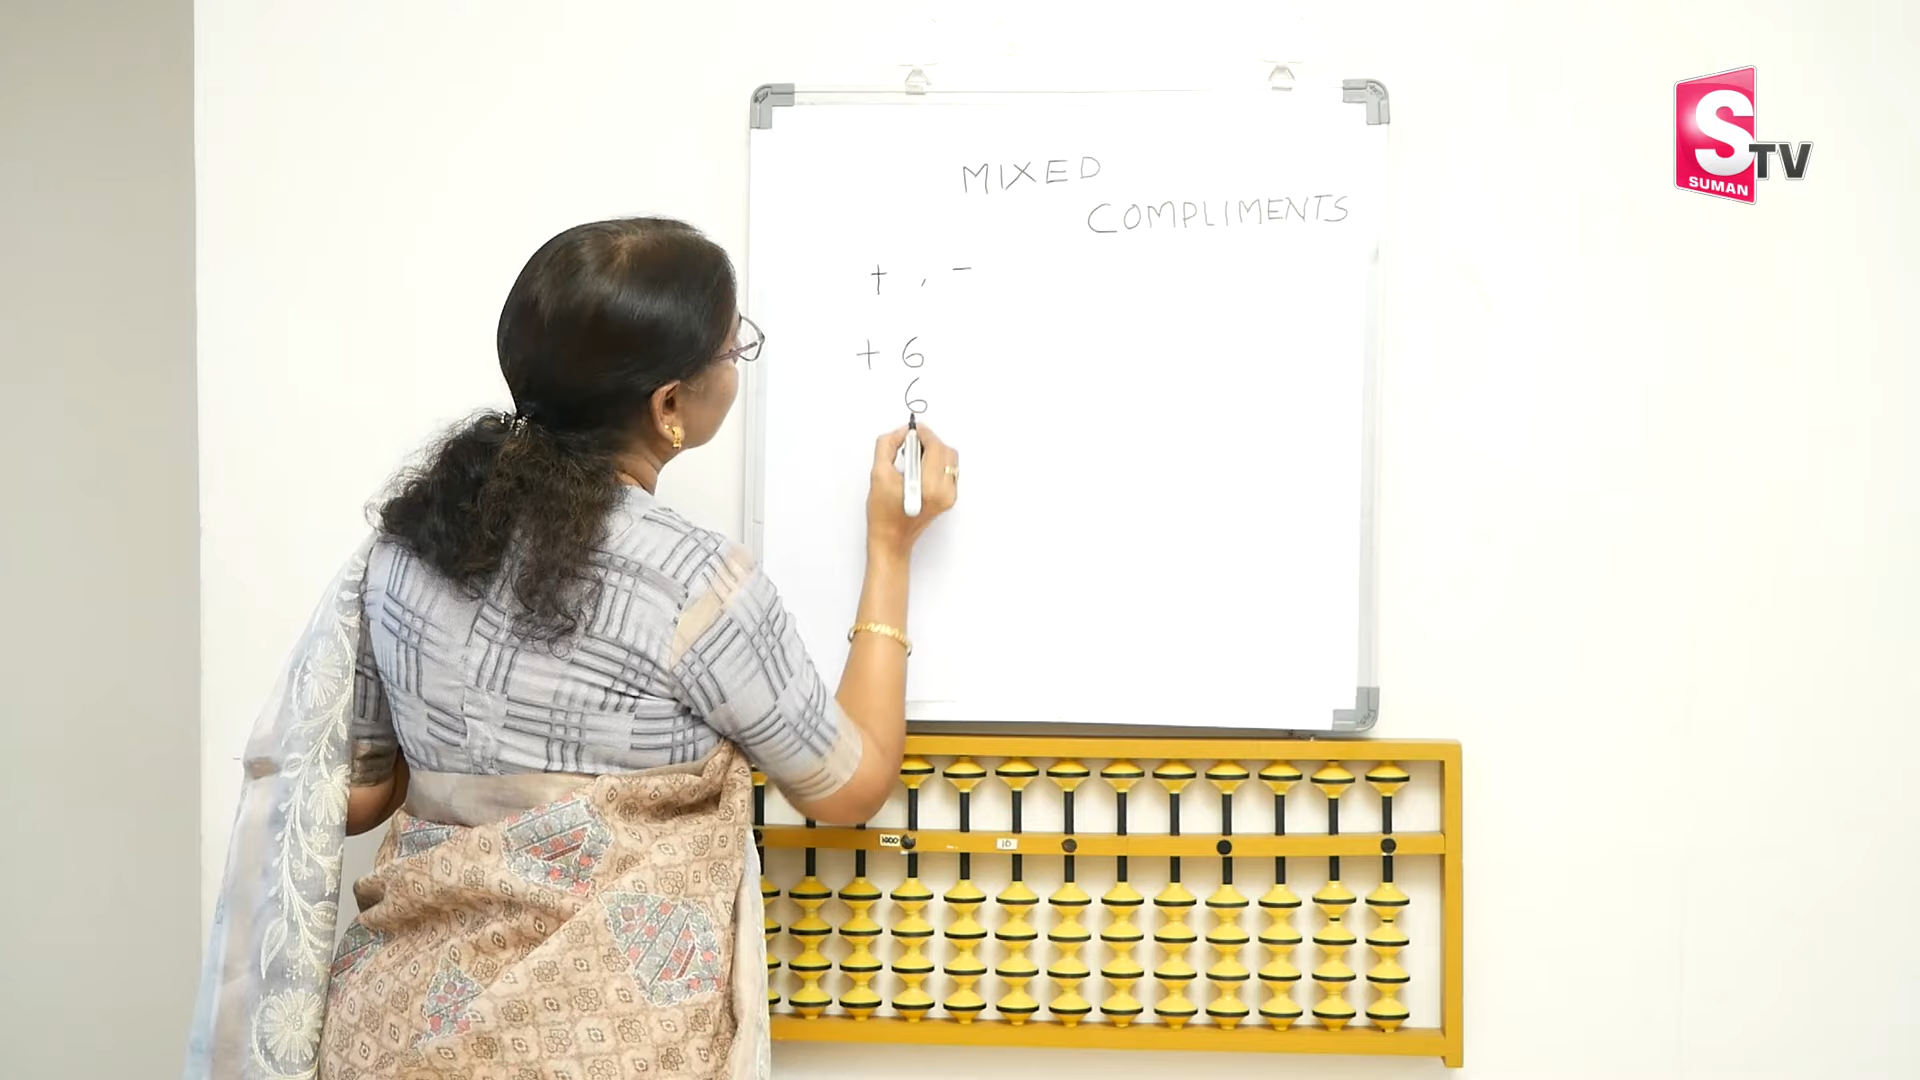 MIXED
COMPLIMENTS
+ , -
+ 6
6
S TV
SUMAN
1000
10